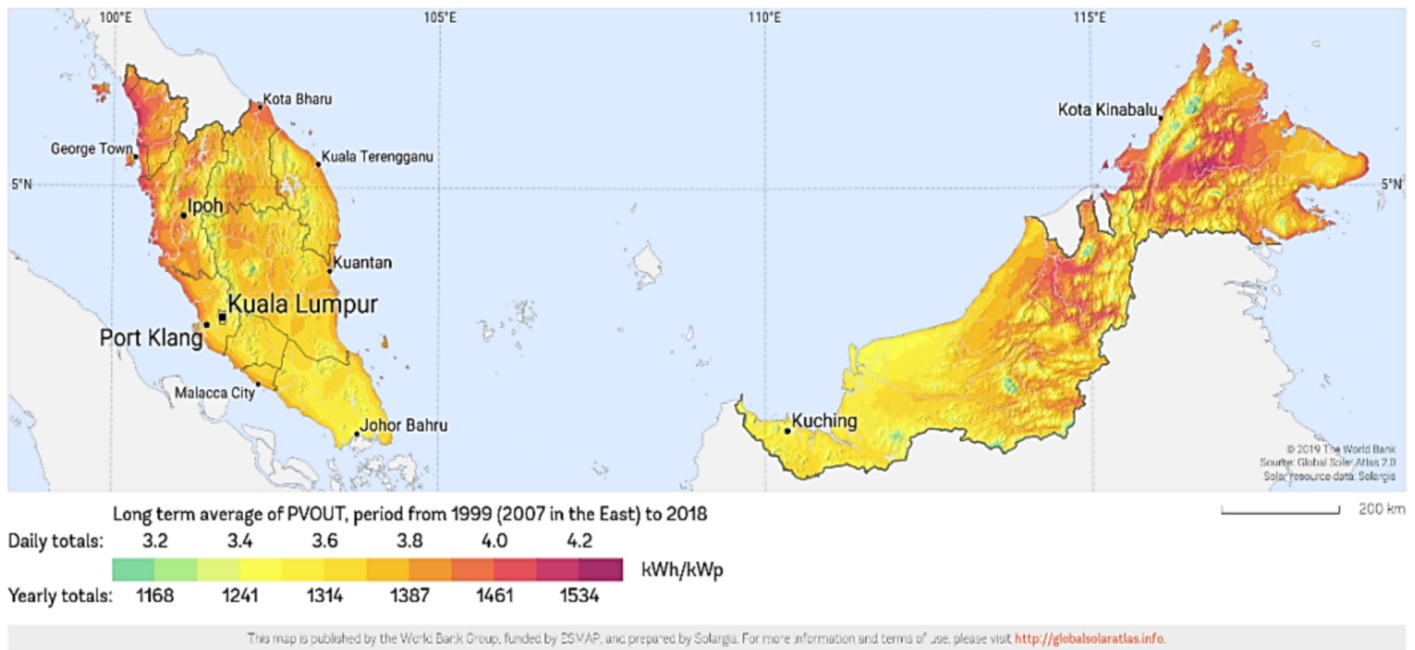 100°E 105°E 110°E 115°E
Kota Bharu
Kota Kinabalu
George Town
Kuala Terengganu
5°N 5°N
Ipoh
Kuantan
Kuala Lumpur
Port Klang
Malacca City
Johor Bahru
Kuching
© 2019 The World Bank
Source: Global Solar Atlas 2.0
Solar resource data: Solargis
200 km
Long term average of PVOUT, period from 1999 (2007 in the East) to 2018
Daily totals: 3.2 3.4 3.6 3.8 4.0 4.2
kWh/kWp
Yearly totals: 1168 1241 1314 1387 1461 1534
This map is published by the World Bank Group, funded by ESMAP, and prepared by Solargis. For more information and terms of use, please visit http://globalsolaratlas.info.